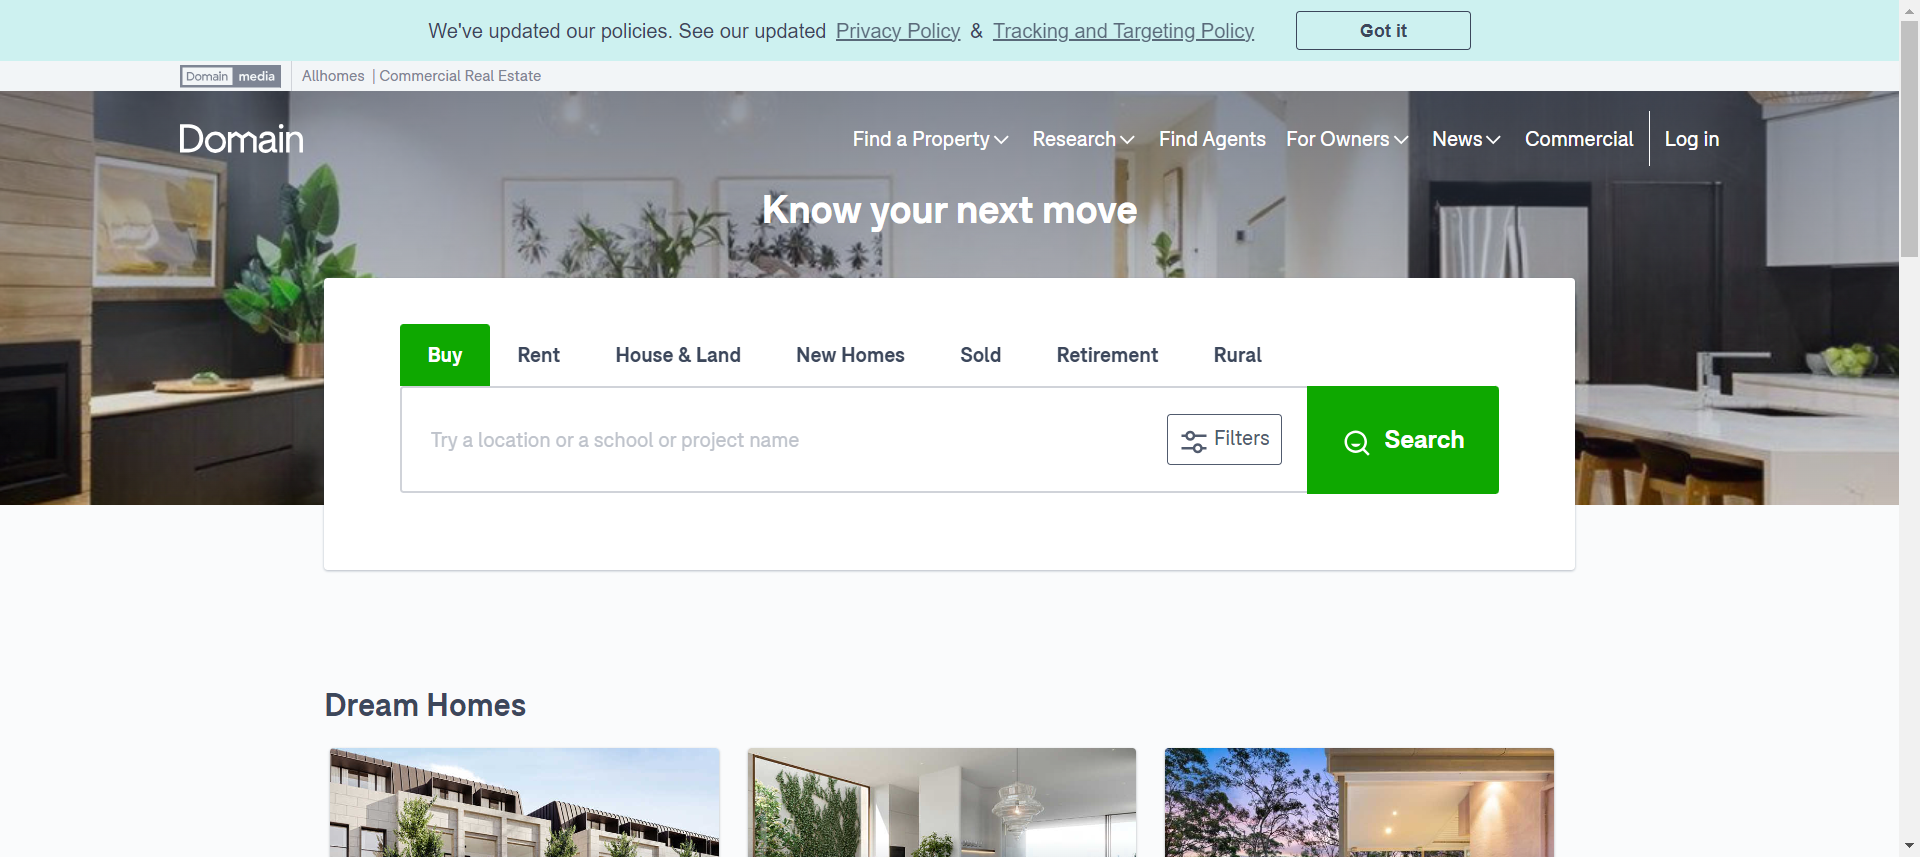 We've updated our policies. See our updated Privacy Policy & Tracking and Targeting Policy Got it
Domain media Allhomes | Commercial Real Estate
Domain Find a Property Research Find Agents For Owners News Commercial Log in
Know your next move
Buy Rent House & Land New Homes Sold Retirement Rural
Try a location or a school or project name Filters Search
Dream Homes